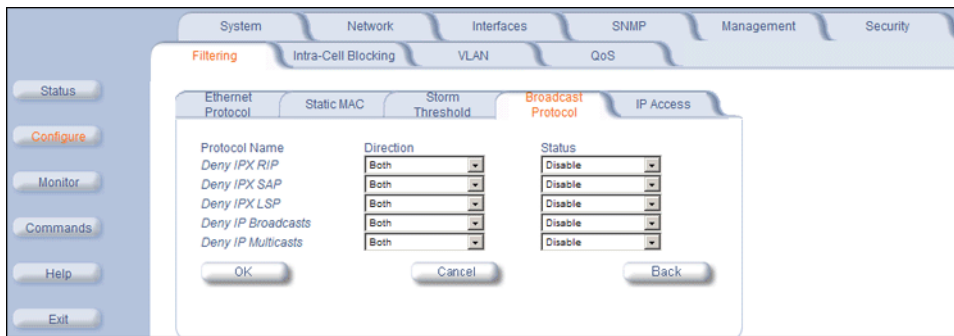 System Network Interfaces SNMP Management Security
Filtering Intra-Cell Blocking VLAN QoS
Status
Configure
Monitor
Commands
Help
Exit
Ethernet Protocol Static MAC Storm Threshold Broadcast Protocol IP Access
Protocol Name Direction Status
Deny IPX RIP Both Disable
Deny IPX SAP Both Disable
Deny IPX LSP Both Disable
Deny IP Broadcasts Both Disable
Deny IP Multicasts Both Disable
OK Cancel Back